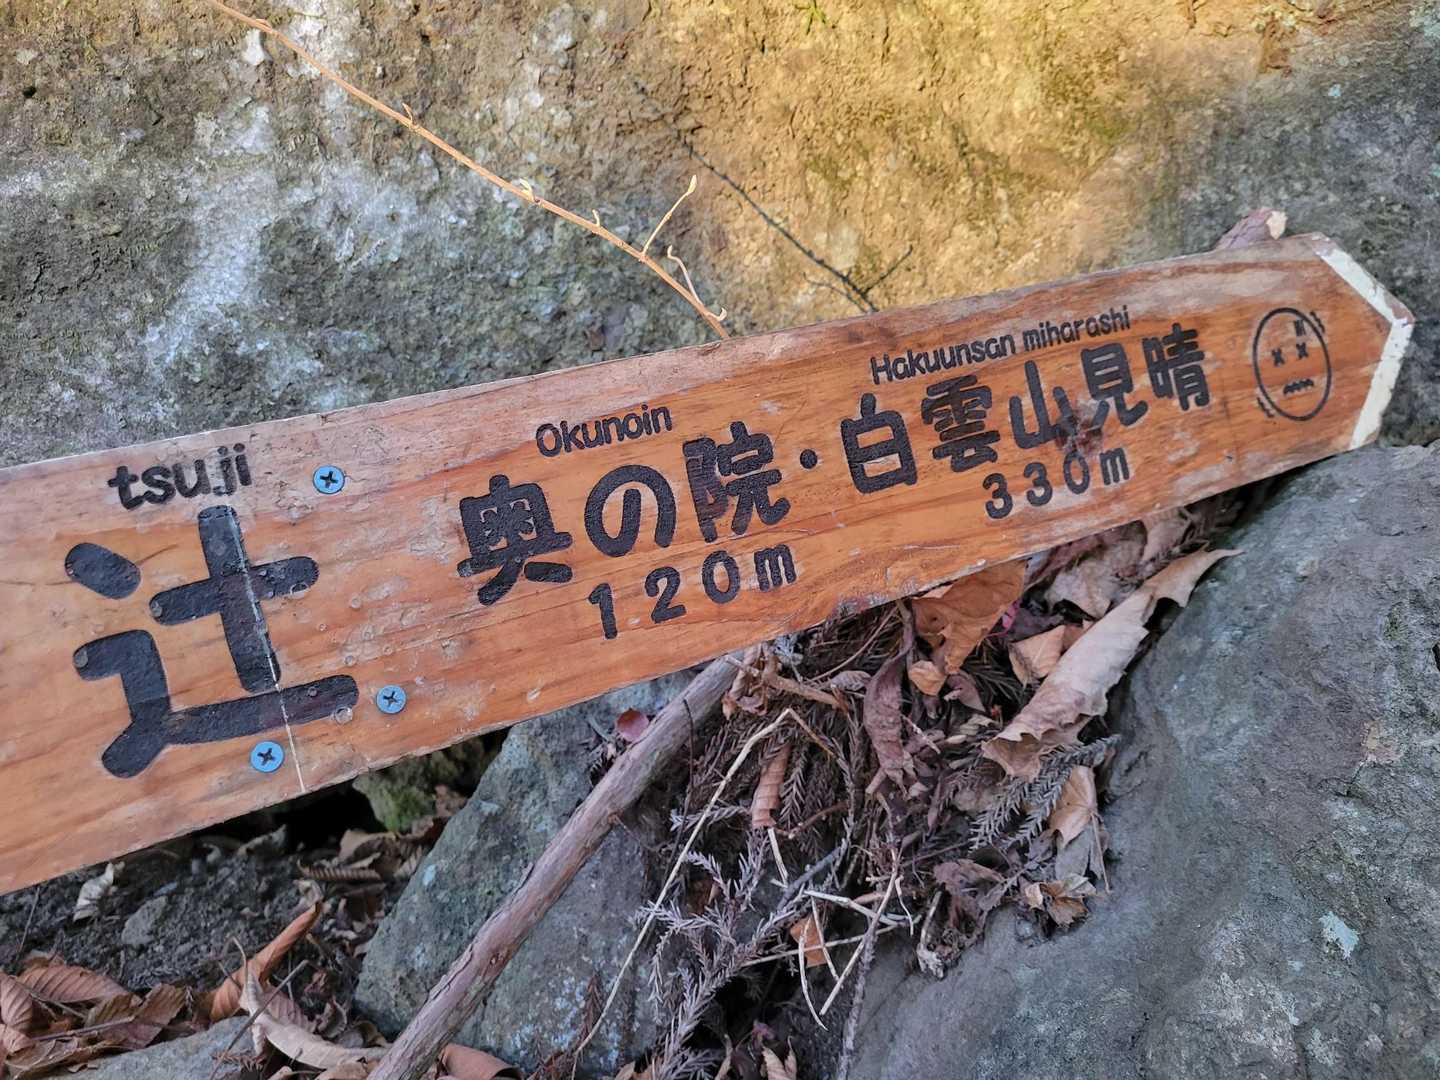 tsuji
辻
Okunoin
奥の院・白雲山見晴
Hakuunsan miharashi
120m
330m